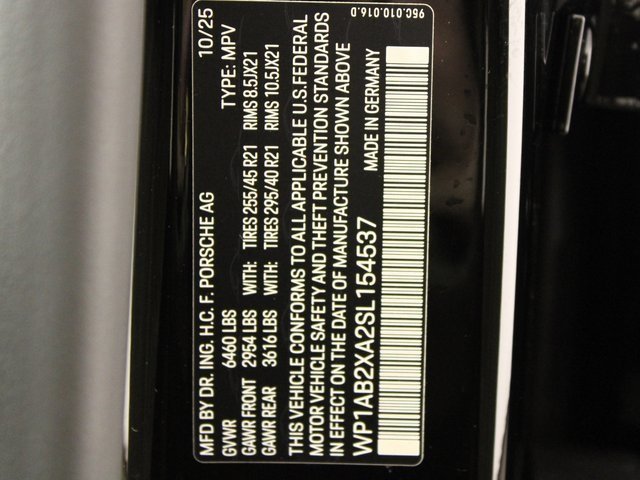 MFD BY DR. ING. H.C. F. PORSCHE AG 10/25
GVWR 6460 LBS TYPE: MPV
GAWR FRONT 2954 LBS WITH: TIRES 255/45 R21 RIMS 8.5JX21
GAWR REAR 3616 LBS WITH: TIRES 295/40 R21 RIMS 10.5JX21
THIS VEHICLE CONFORMS TO ALL APPLICABLE U.S.FEDERAL
MOTOR VEHICLE SAFETY AND THEFT PREVENTION STANDARDS
IN EFFECT ON THE DATE OF MANUFACTURE SHOWN ABOVE
WP1AB2XA2SL154537 MADE IN GERMANY
95C.010.016.D